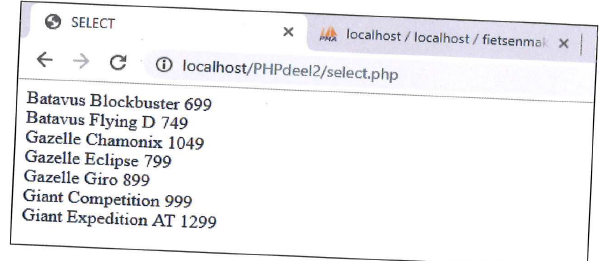 SELECT
localhost / localhost / fietsenmak
localhost/PHPdeel2/select.php
Batavus Blockbuster 699
Batavus Flying D 749
Gazelle Chamonix 1049
Gazelle Eclipse 799
Gazelle Giro 899
Giant Competition 999
Giant Expedition AT 1299